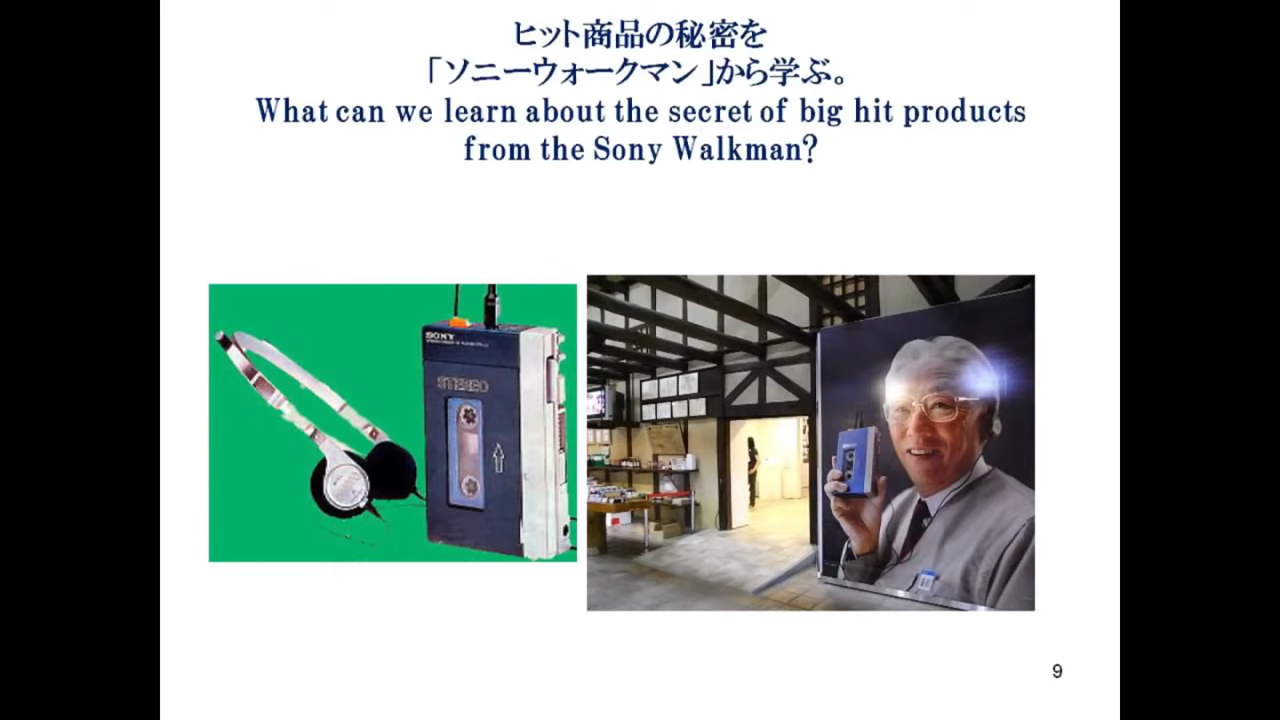 ヒット商品の秘密を
「ソニーウォークマン」から学ぶ。
What can we learn about the secret of big hit products
from the Sony Walkman?
SONY
STEREO
9